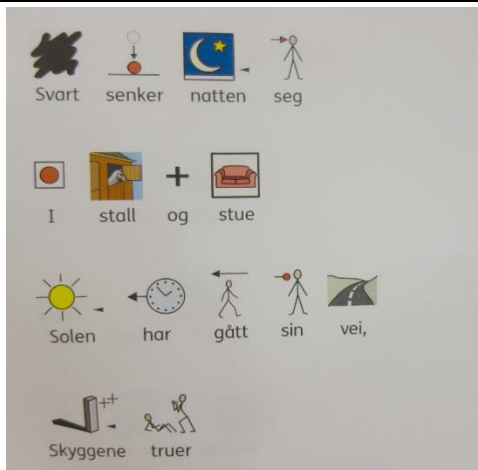 Svart senker natten seg
I stall og stue
Solen har gått sin vei,
Skyggene truer